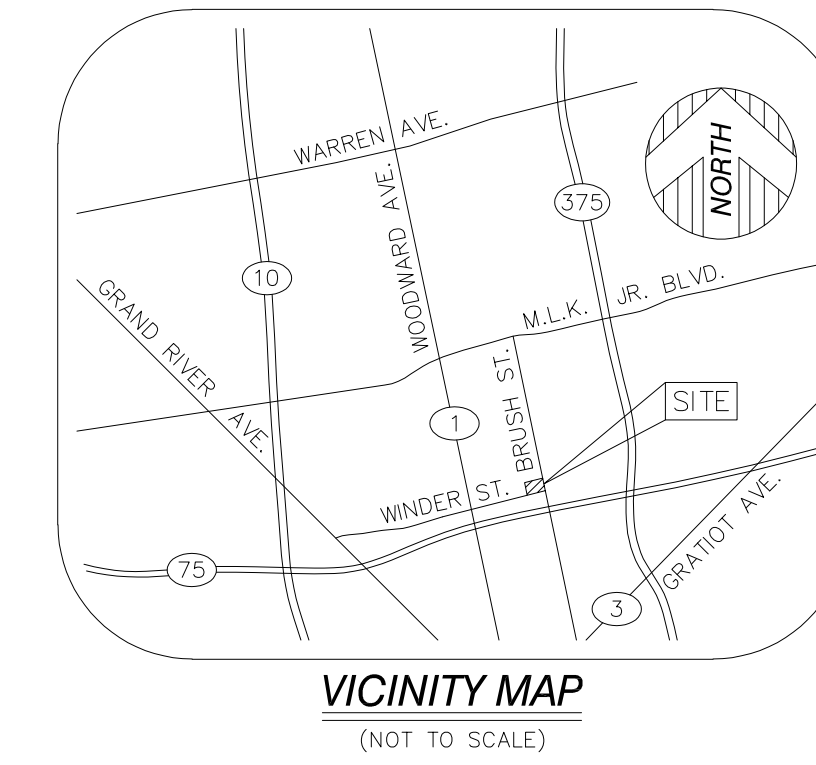 WARREN AVE.
NORTH
WOODWARD AVE.
375
10
GRAND RIVER AVE.
M.L.K. JR. BLVD.
BRUSH ST.
SITE
1
WINDER ST.
GRATIOT AVE.
75
3
VICINITY MAP
(NOT TO SCALE)